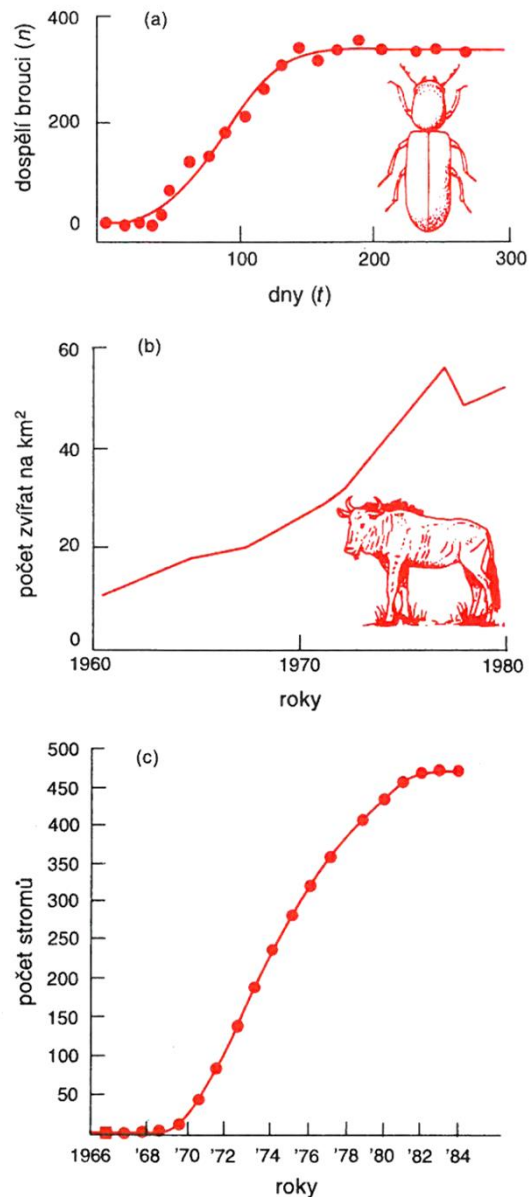 (a)
dospělí brouci (n)
400
200
0
100
200
300
dny (t)
(b)
počet zvířat na km²
60
40
20
0
1960
1970
1980
roky
(c)
počet stromů
500
450
400
350
300
250
200
150
100
50
1966 '68 '70 '72 '74 '76 '78 '80 '82 '84
roky